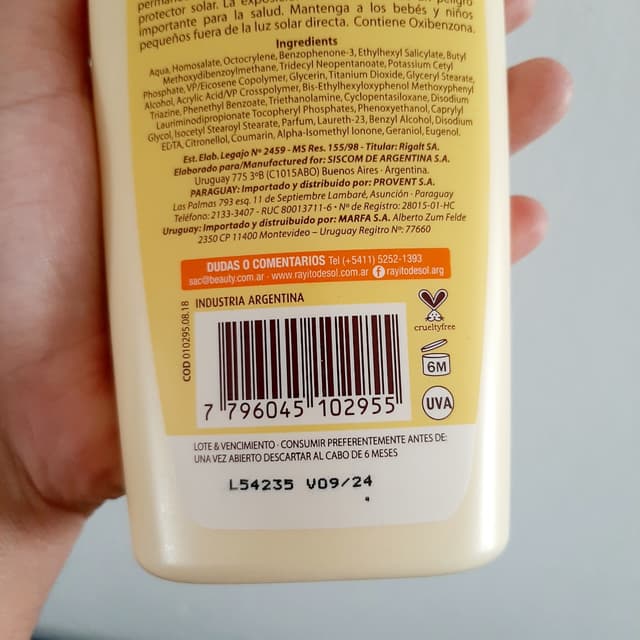 protector solar. La exposición
importante para la salud. Mantenga a los bebés y niños
pequeños fuera de la luz solar directa. Contiene Oxibenzona.
Ingredients
Aqua, Homosalate, Octocrylene, Benzophenone-3, Ethylhexyl Salicylate, Butyl
Methoxydibenzoylmethane, Tridecyl Neopentanoate, Potassium Cetyl
Phosphate, VP/Eicosene Copolymer, Glycerin, Titanium Dioxide, Glyceryl Stearate,
Alcohol, Acrylic Acid/VP Crosspolymer, Bis-Ethylhexyloxyphenol Methoxyphenyl
Triazine, Phenethyl Benzoate, Triethanolamine, Cyclopentasiloxane, Disodium
Lauriminodipropionate Tocopheryl Phosphates, Phenoxyethanol, Caprylyl
Glycol, Isocetyl Stearoyl Stearate, Parfum, Laureth-23, Benzyl Alcohol, Disodium
EDTA, Citronellol, Coumarin, Alpha-Isomethyl Ionone, Geraniol, Eugenol.
Est. Elab. Legajo Nº 2459 - MS Res. 155/98 - Titular: Rigalt SA.
Elaborado para/Manufactured for: SISCOM DE ARGENTINA S.A.
Uruguay 775 3ºB (C1015ABO) Buenos Aires · Argentina.
PARAGUAY: Importado y distribuido por: PROVENT S.A.
Las Palmas 793 esq. 11 de Septiembre Lambaré, Asunción · Paraguay
Teléfono: 2133-3407 - RUC 80013711-6 · Nº de Registro: 28015-01-HC
Uruguay: Importado y distruibuido por: MARFA S.A. Alberto Zum Felde
2350 CP 11400 Montevideo – Uruguay Regitro Nº: 77660
DUDAS O COMENTARIOS Tel (+5411) 5252-1393
sac@beauty.com.ar · www.rayitodesol.com.ar f rayitodesol.org
INDUSTRIA ARGENTINA
COD 010295.08.18
crueltyfree
6M
UVA
7 796045 102955
LOTE & VENCIMIENTO · CONSUMIR PREFERENTEMENTE ANTES DE:
UNA VEZ ABIERTO DESCARTAR AL CABO DE 6 MESES
L54235 V09/24